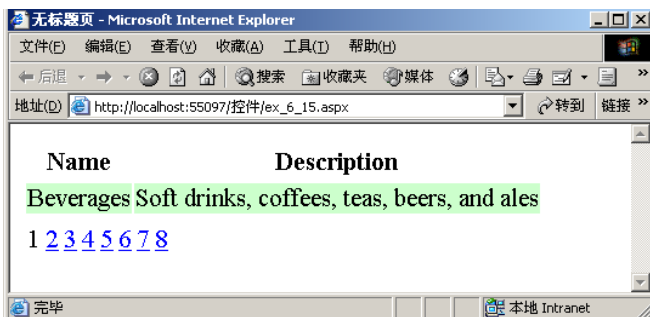 无标题页 - Microsoft Internet Explorer
文件(F) 编辑(E) 查看(V) 收藏(A) 工具(T) 帮助(H)
后退 搜索 收藏夹 媒体 »
地址(D) http://localhost:55097/控件/ex_6_15.aspx 转到 链接 »
Name Description
Beverages Soft drinks, coffees, teas, beers, and ales
1 2 3 4 5 6 7 8
完毕 本地 Intranet